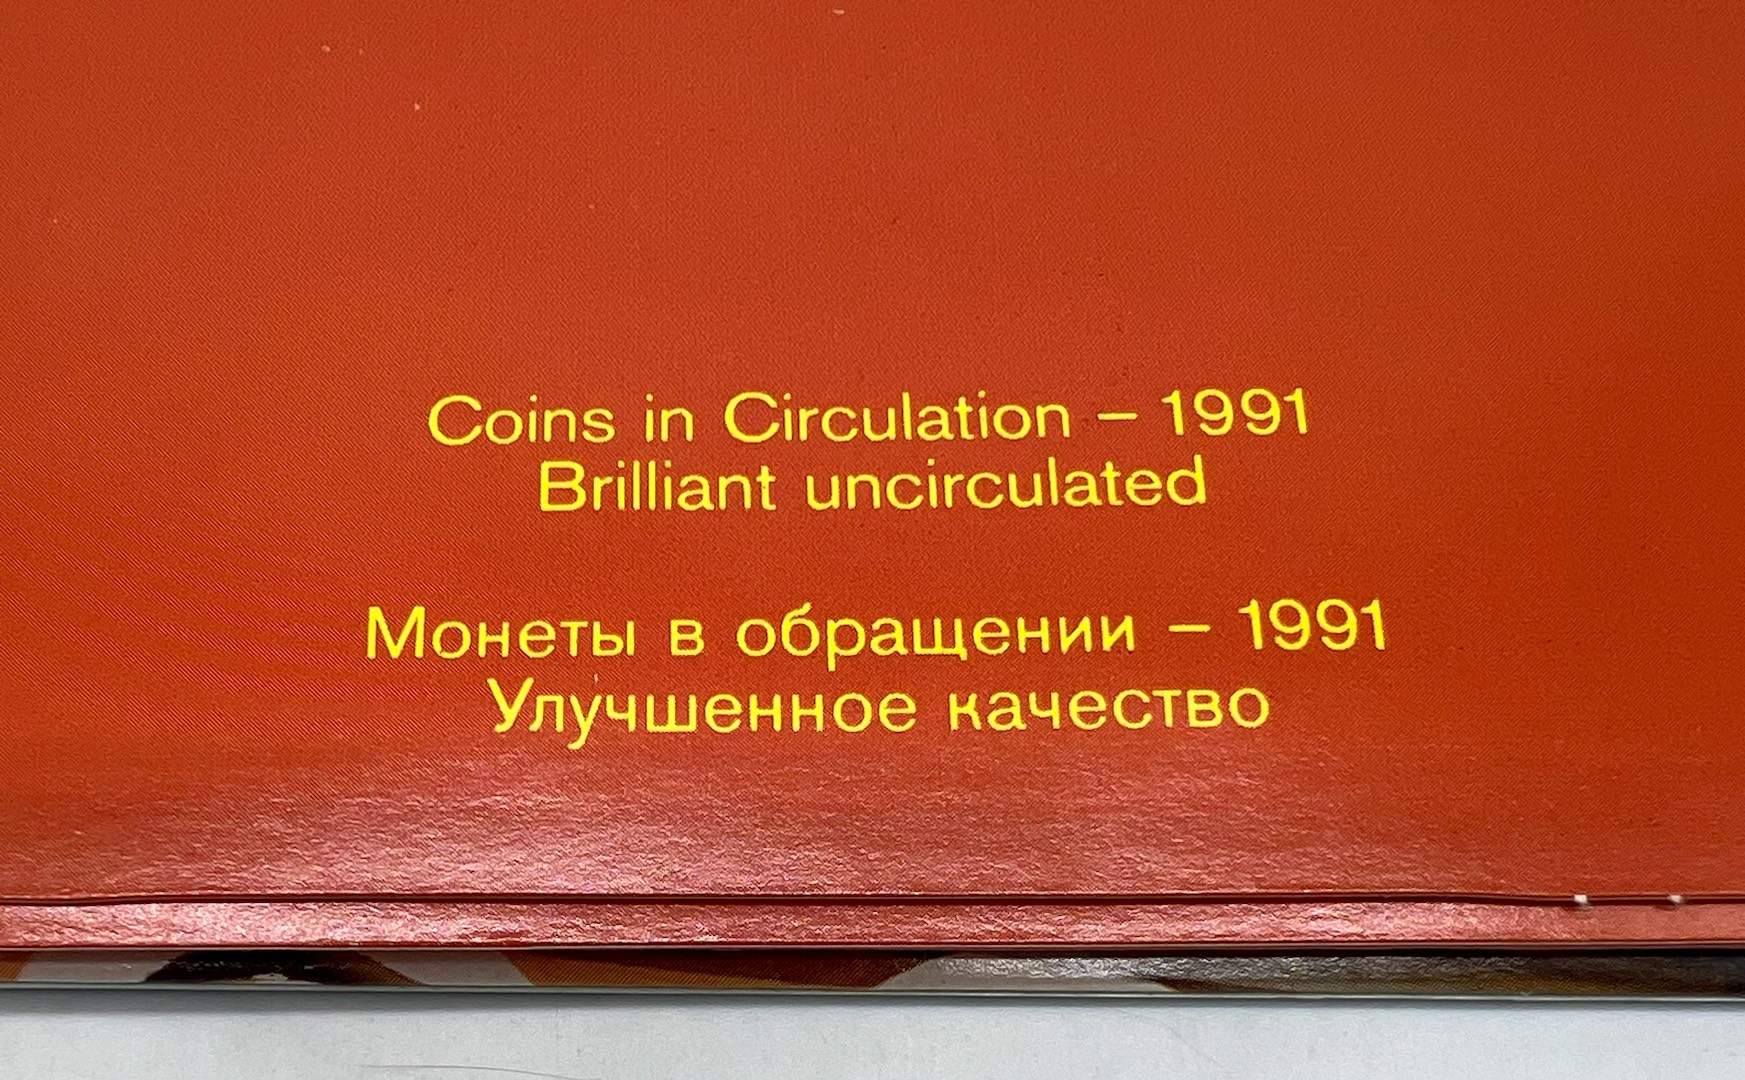 Coins in Circulation – 1991
Brilliant uncirculated
Монеты в обращении – 1991
Улучшенное качество